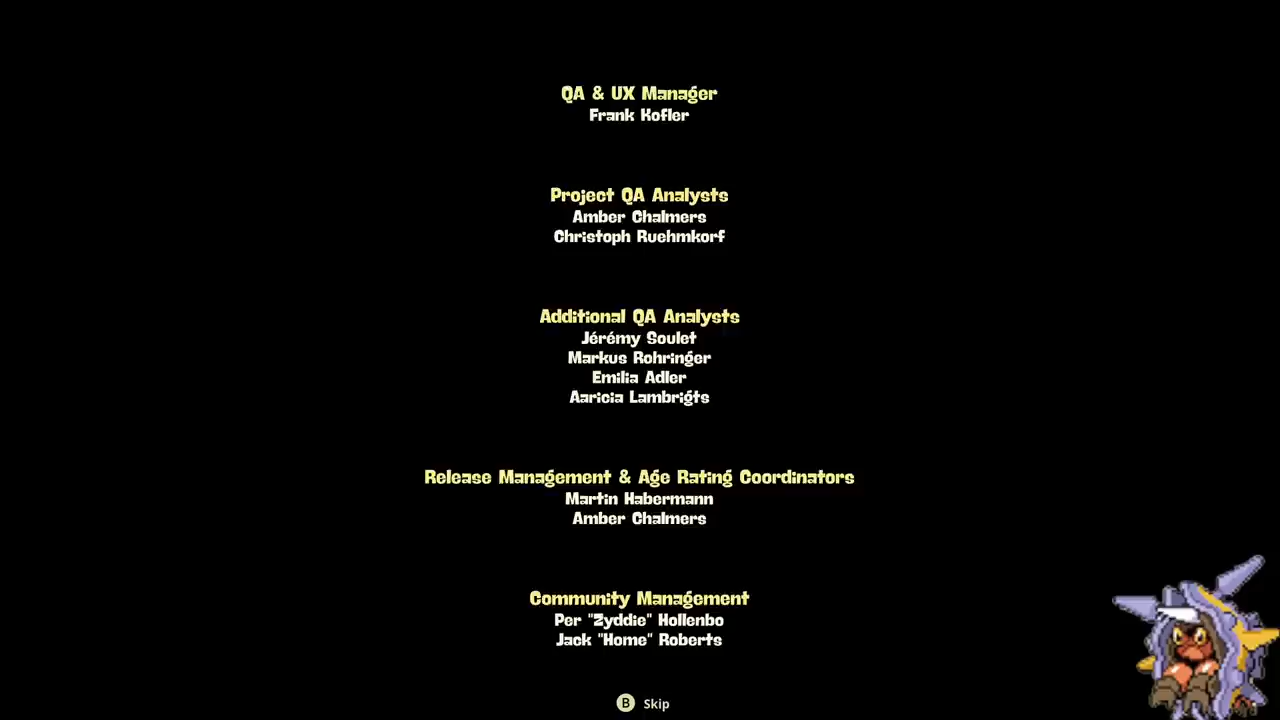 QA & UX Manager
Frank Kofler
Project QA Analysts
Amber Chalmers
Christoph Ruehmkorf
Additional QA Analysts
Jérémy Soulet
Markus Rohringer
Emilia Adler
Aaricia Lambrigts
Release Management & Age Rating Coordinators
Martin Habermann
Amber Chalmers
Community Management
Per "Zyddie" Hollenbo
Jack "Home" Roberts
B Skip